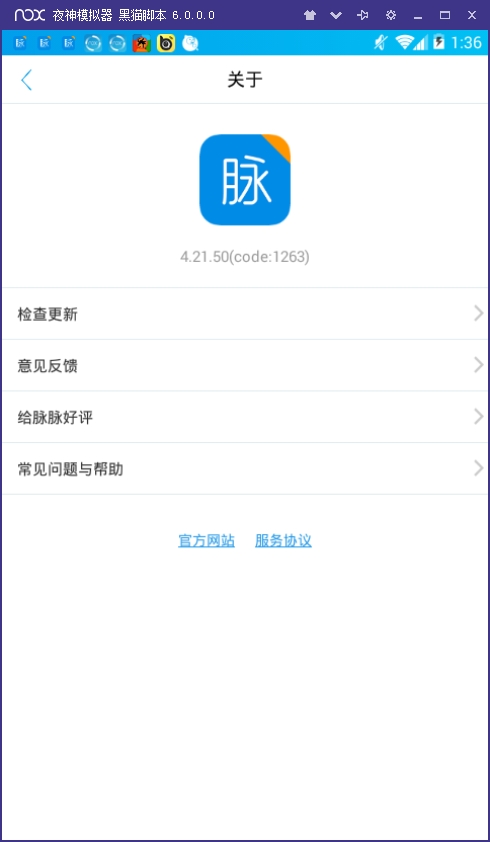 nox 夜神模拟器 黑猫脚本 6.0.0.0
1:36
关于
脉
4.21.50(code:1263)
检查更新
意见反馈
给脉脉好评
常见问题与帮助
官方网站 服务协议